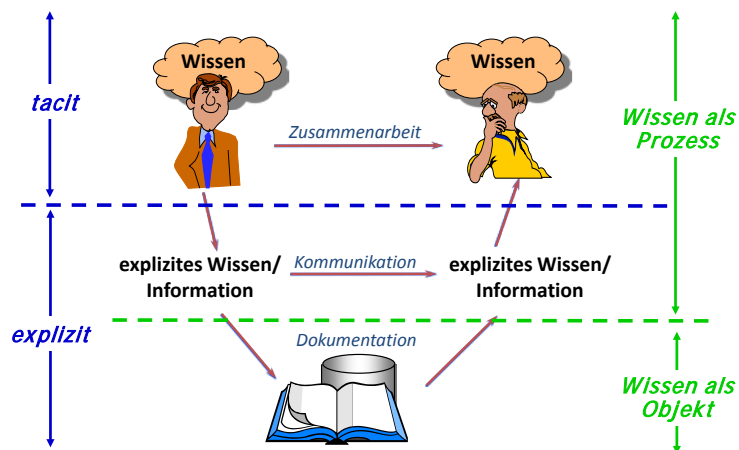 Wissen
Wissen
tacit
Zusammenarbeit
Wissen als
Prozess
explizites Wissen/
Information
Kommunikation
explizites Wissen/
Information
explizit
Dokumentation
Wissen als
Objekt